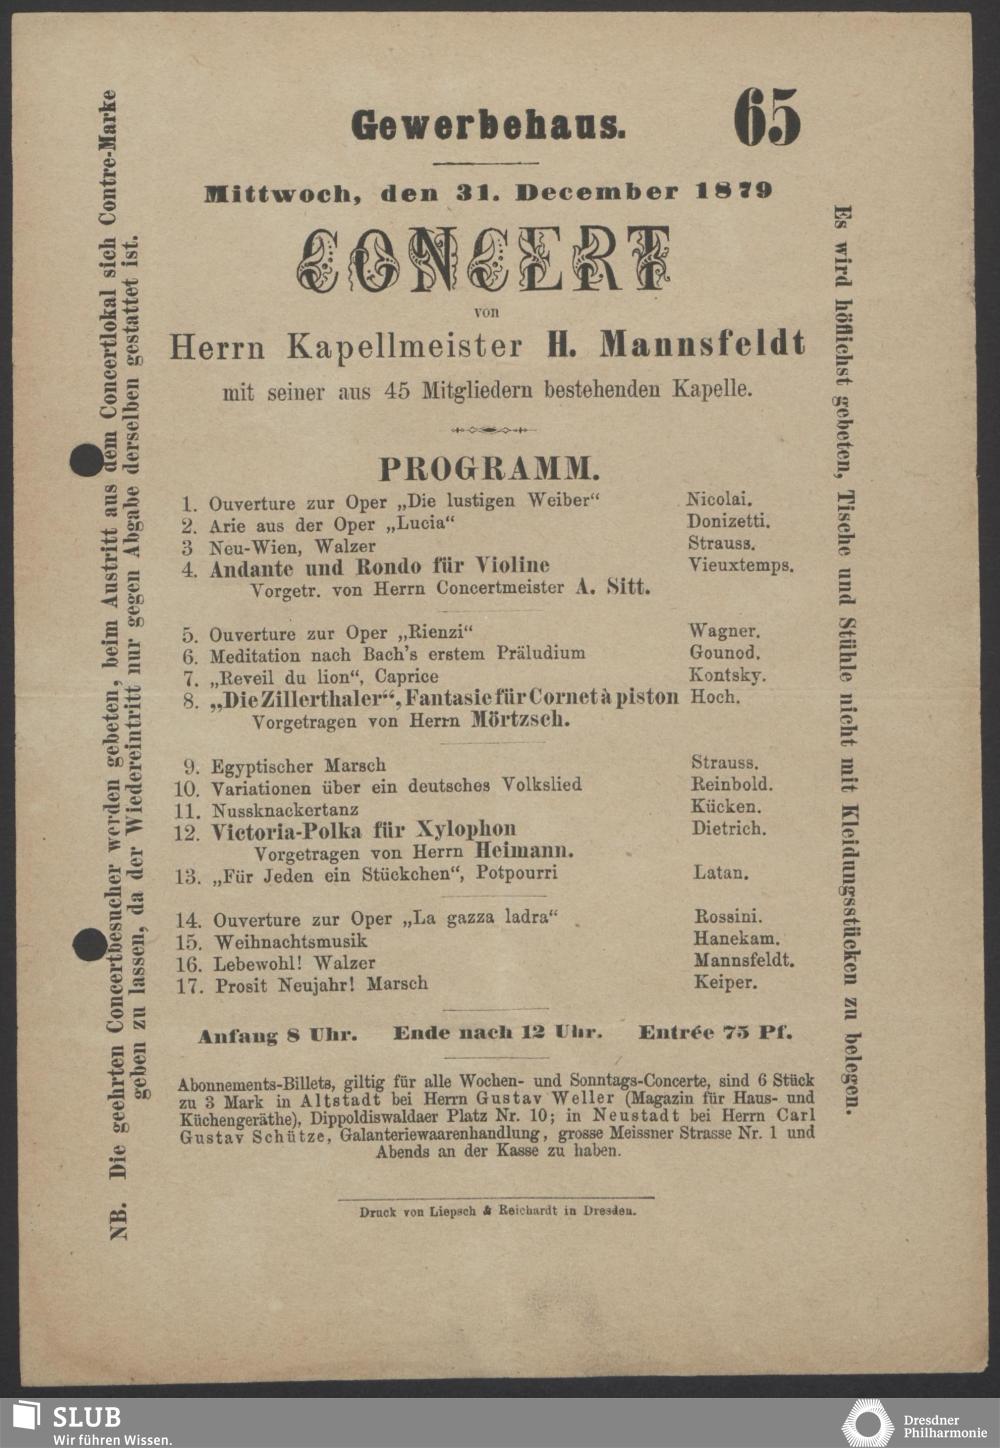 Gewerbehaus.
65
Mittwoch, den 31. December 1879
CONCERT
von
Herrn Kapellmeister H. Mannsfeldt
mit seiner aus 45 Mitgliedern bestehenden Kapelle.
PROGRAMM.
1. Ouverture zur Oper „Die lustigen Weiber“ Nicolai.
2. Arie aus der Oper „Lucia“ Donizetti.
3 Neu-Wien, Walzer Strauss.
4. Andante und Rondo für Violine Vieuxtemps.
Vorgetr. von Herrn Concertmeister A. Sitt.
5. Ouverture zur Oper „Rienzi“ Wagner.
6. Meditation nach Bach's erstem Präludium Gounod.
7. „Reveil du lion“, Caprice Kontsky.
8. „Die Zillerthaler“, Fantasie für Cornet à piston Hoch.
Vorgetragen von Herrn Mörtzsch.
9. Egyptischer Marsch Strauss.
10. Variationen über ein deutsches Volkslied Reinbold.
11. Nussknackertanz Kücken.
12. Victoria-Polka für Xylophon Dietrich.
Vorgetragen von Herrn Heimann.
13. „Für Jeden ein Stückchen“, Potpourri Latan.
14. Ouverture zur Oper „La gazza ladra“ Rossini.
15. Weihnachtsmusik Hanekam.
16. Lebewohl! Walzer Mannsfeldt.
17. Prosit Neujahr! Marsch Keiper.
Anfang 8 Uhr. Ende nach 12 Uhr. Entrée 75 Pf.
Abonnements-Billets, giltig für alle Wochen- und Sonntags-Concerte, sind 6 Stück
zu 3 Mark in Altstadt bei Herrn Gustav Weller (Magazin für Haus- und
Küchengeräthe), Dippoldiswaldaer Platz Nr. 10; in Neustadt bei Herrn Carl
Gustav Schütze, Galanteriewaarenhandlung, grosse Meissner Strasse Nr. 1 und
Abends an der Kasse zu haben.
Druck von Liepsch & Reichardt in Dresden.
NB. Die geehrten Concertbesucher werden gebeten, beim Austritt aus dem Concertlokal sich Contre-Marke
geben zu lassen, da der Wiedereintritt nur gegen Abgabe derselben gestattet ist.
Es wird höflichst gebeten, Tische und Stühle nicht mit Kleidungsstücken zu belegen.
SLUB
Wir führen Wissen.
Dresdner
Philharmonie